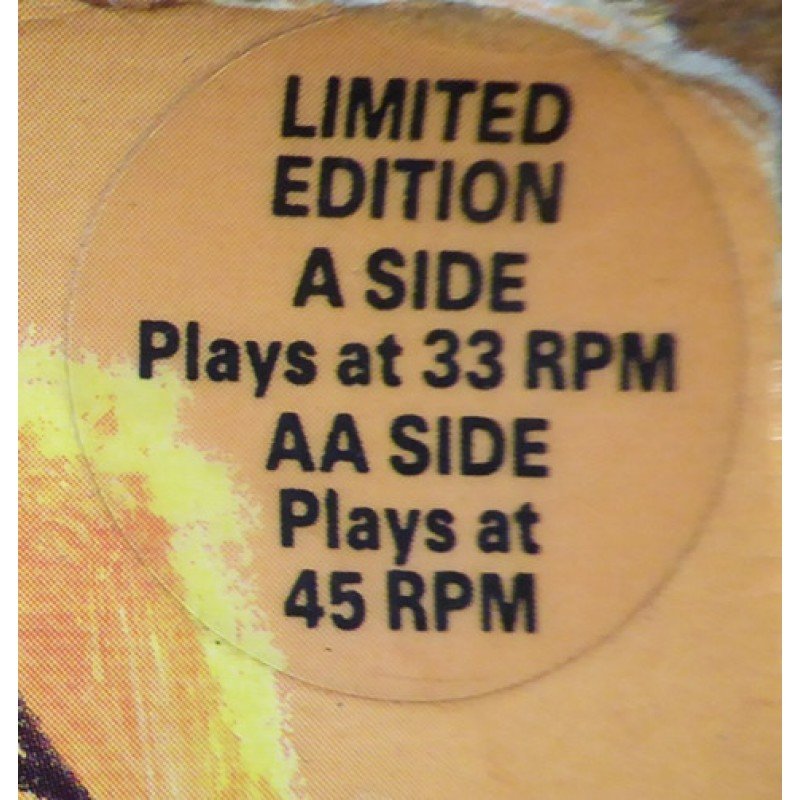 LIMITED
EDITION
A SIDE
Plays at 33 RPM
AA SIDE
Plays at
45 RPM